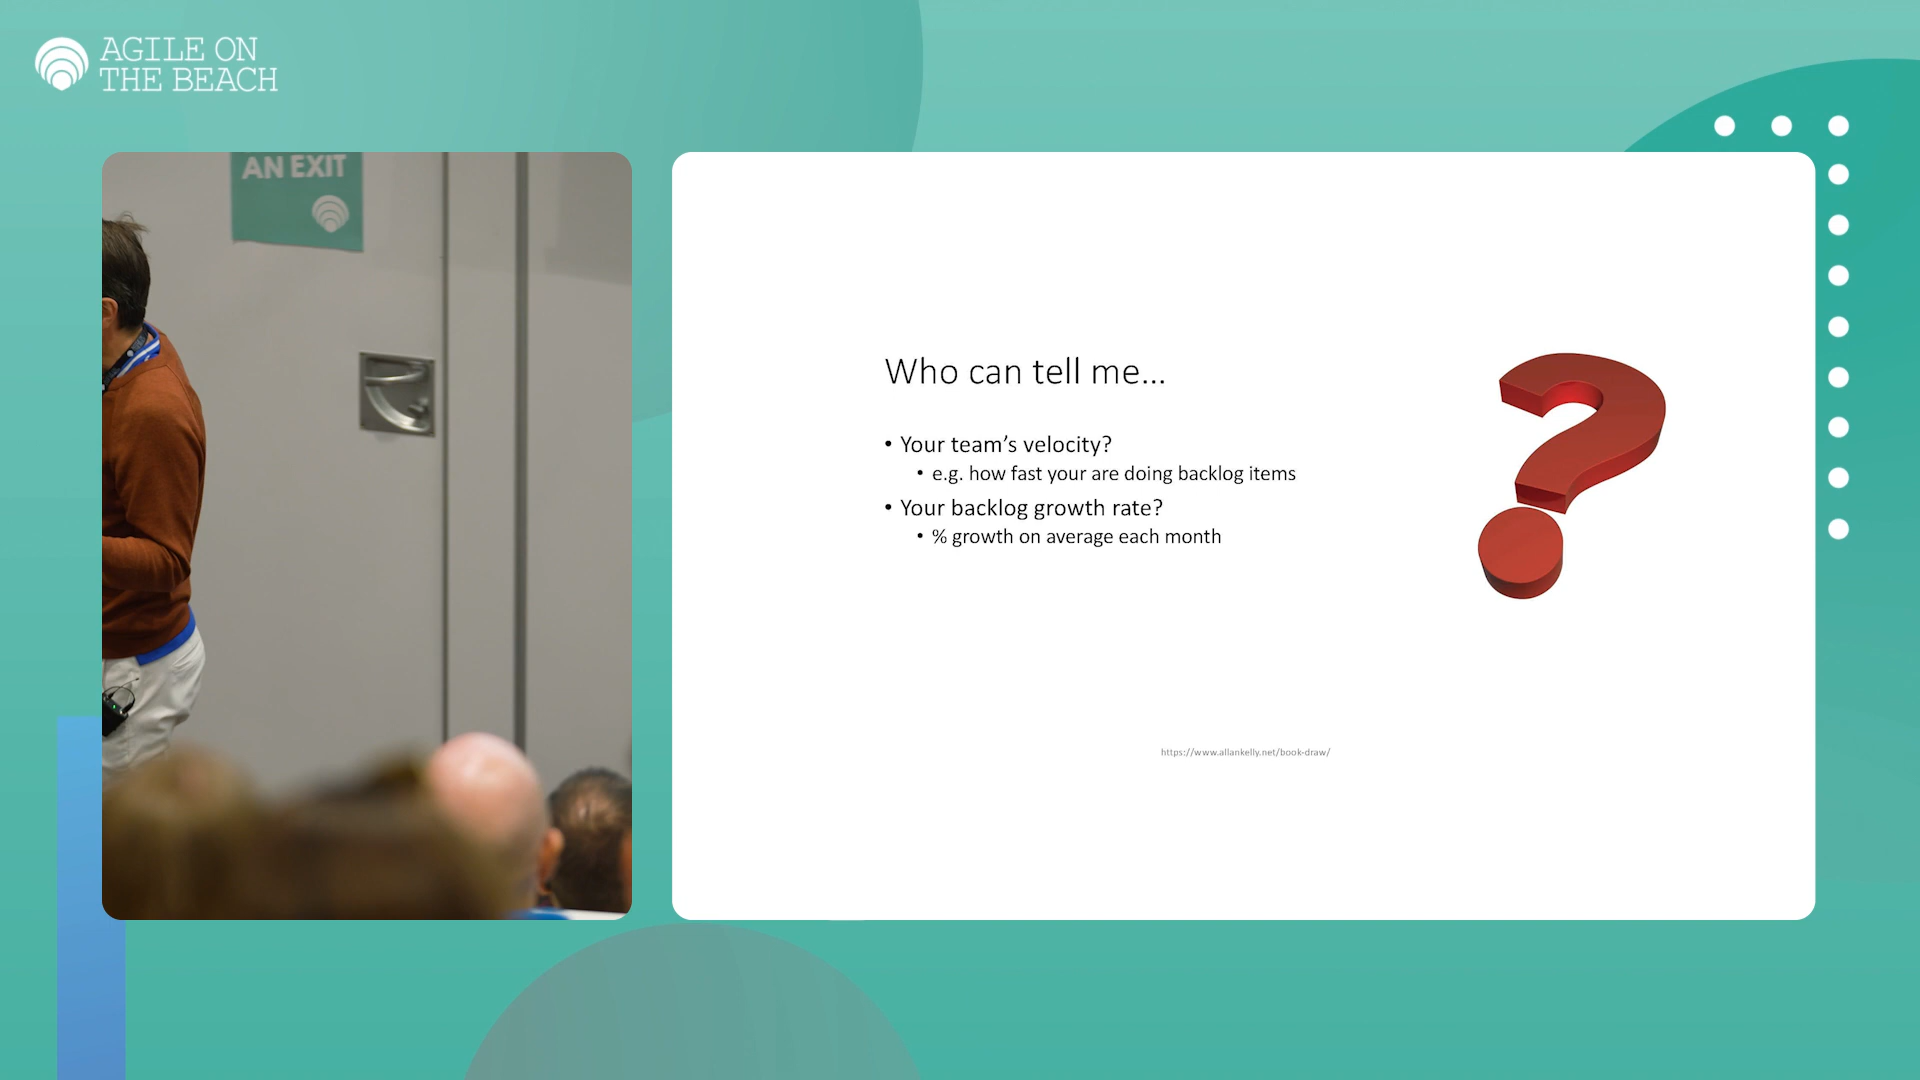 AGILE ON
THE BEACH
AN EXIT
Who can tell me...
• Your team's velocity?
• e.g. how fast your are doing backlog items
• Your backlog growth rate?
• % growth on average each month
https://www.allankelly.net/book-draw/